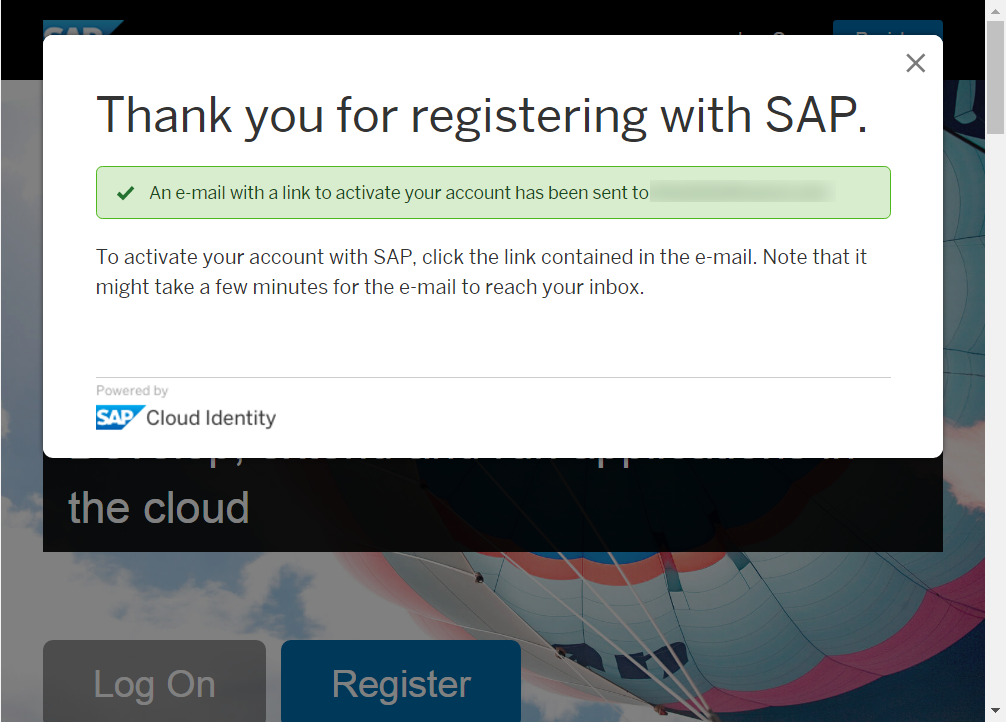 Thank you for registering with SAP.
An e-mail with a link to activate your account has been sent to
To activate your account with SAP, click the link contained in the e-mail. Note that it
might take a few minutes for the e-mail to reach your inbox.
Powered by
SAP Cloud Identity
the cloud
Log On
Register